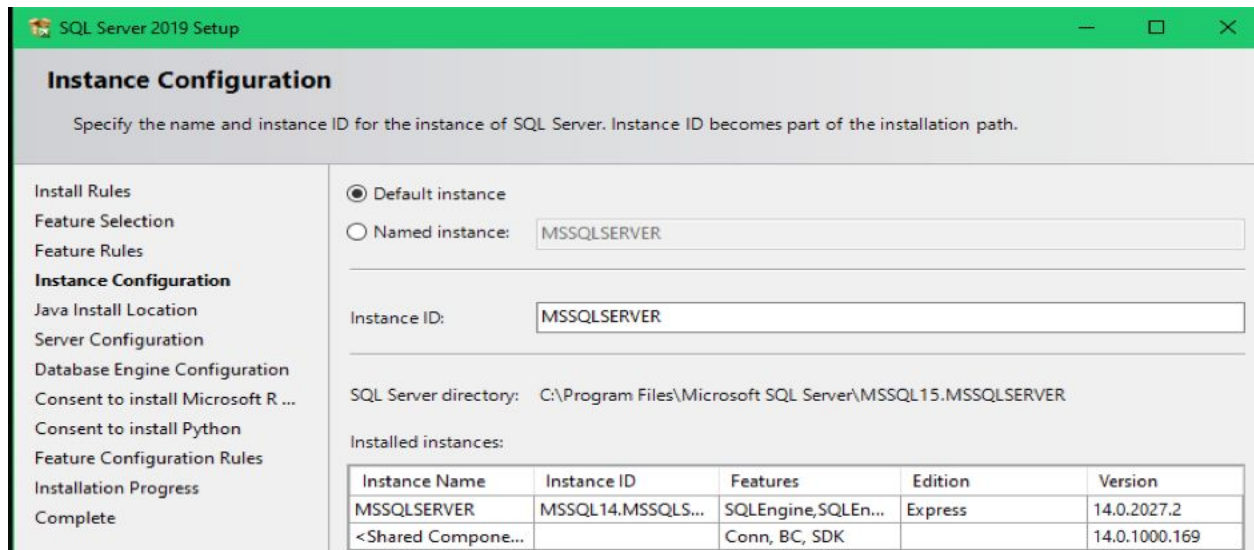 SQL Server 2019 Setup
Instance Configuration
Specify the name and instance ID for the instance of SQL Server. Instance ID becomes part of the installation path.
Install Rules
Feature Selection
Feature Rules
Instance Configuration
Java Install Location
Server Configuration
Database Engine Configuration
Consent to install Microsoft R ...
Consent to install Python
Feature Configuration Rules
Installation Progress
Complete
Default instance
Named instance: MSSQLSERVER
Instance ID: MSSQLSERVER
SQL Server directory: C:\Program Files\Microsoft SQL Server\MSSQL15.MSSQLSERVER
Installed instances:
Instance Name Instance ID Features Edition Version
MSSQLSERVER MSSQL14.MSSQLS... SQLEngine,SQLEn... Express 14.0.2027.2
<Shared Compone... Conn, BC, SDK 14.0.1000.169